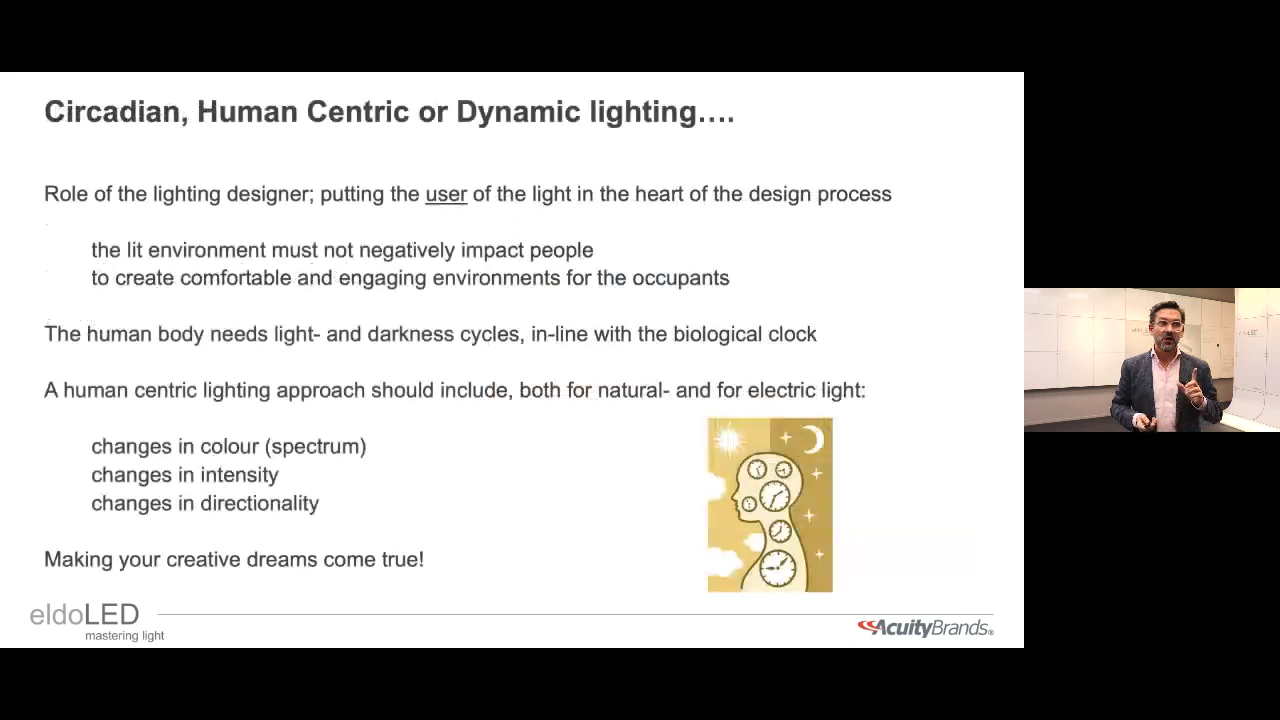 Circadian, Human Centric or Dynamic lighting….
Role of the lighting designer; putting the user of the light in the heart of the design process
the lit environment must not negatively impact people
to create comfortable and engaging environments for the occupants
The human body needs light- and darkness cycles, in-line with the biological clock
A human centric lighting approach should include, both for natural- and for electric light:
changes in colour (spectrum)
changes in intensity
changes in directionality
Making your creative dreams come true!
eldoLED
mastering light
AcuityBrands®
eldoLED
eldoLED